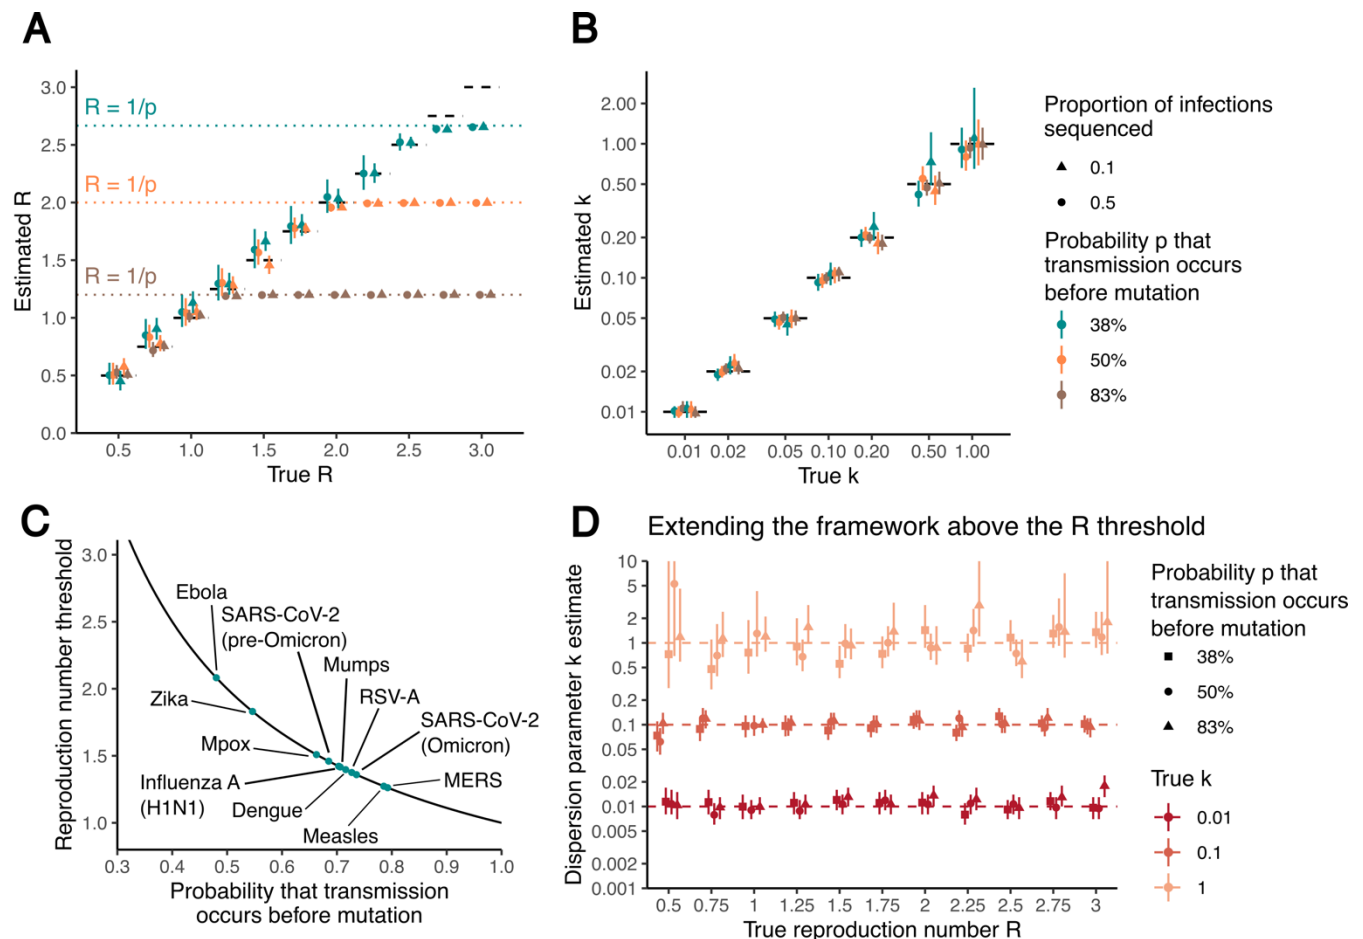 A
Estimated R
3.0
2.5
2.0
1.5
1.0
0.5
0.0
R = 1/p
R = 1/p
R = 1/p
0.5 1.0 1.5 2.0 2.5 3.0
True R
B
Estimated k
2.00
1.00
0.50
0.20
0.10
0.05
0.02
0.01
0.01 0.02 0.05 0.10 0.20 0.50 1.00
True k
Proportion of infections
sequenced
0.1
0.5
Probability p that
transmission occurs
before mutation
38%
50%
83%
C
Reproduction number threshold
3.0
2.5
2.0
1.5
1.0
Ebola
SARS-CoV-2
(pre-Omicron)
Mumps
Zika
RSV-A
SARS-CoV-2
(Omicron)
Mpox
Influenza A
(H1N1)
MERS
Dengue
Measles
0.3 0.4 0.5 0.6 0.7 0.8 0.9 1.0
Probability that transmission
occurs before mutation
D
Extending the framework above the R threshold
Dispersion parameter k estimate
10
5
2
1
0.5
0.2
0.1
0.05
0.02
0.01
0.005
0.002
0.001
0.5 0.75 1 1.25 1.5 1.75 2 2.25 2.5 2.75 3
True reproduction number R
Probability p that
transmission occurs
before mutation
38%
50%
83%
True k
0.01
0.1
1